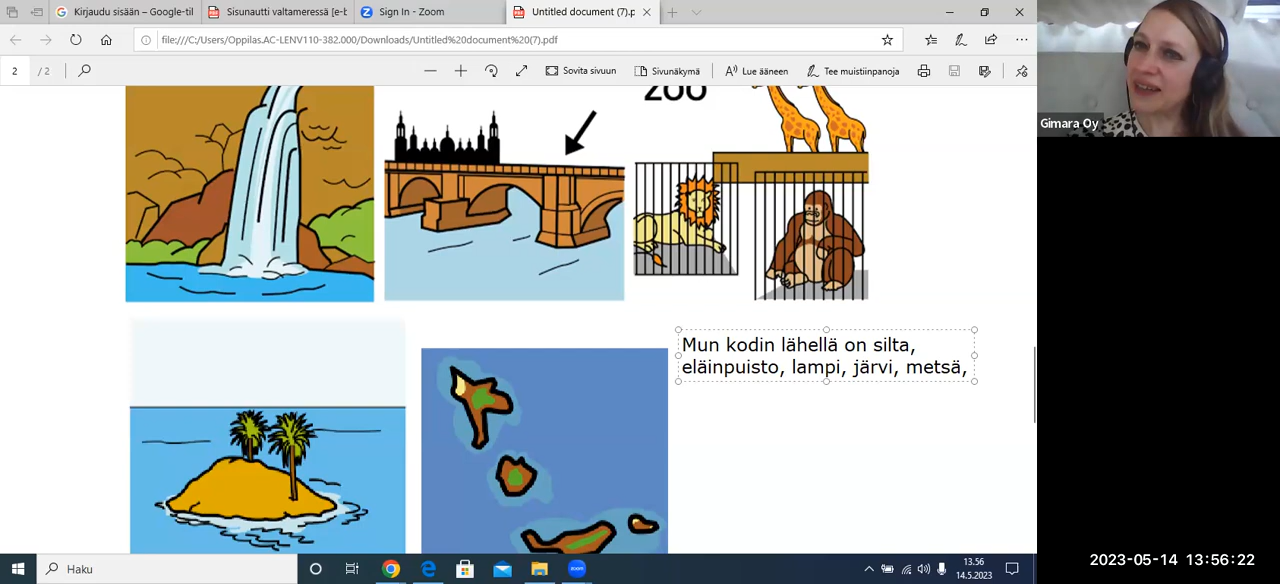 Kirjaudu sisään – Google-til
Sisunautti valtameressä [e-b
Sign In - Zoom
Untitled document (7).p
file:///C:/Users/Oppilas.AC-LENV110-382.000/Downloads/Untitled%20document%20(7).pdf
2 / 2
Sovita sivuun
Sivunäkymä
Lue ääneen
Tee muistiinpanoja
Gimara Oy
ZOO
Mun kodin lähellä on silta,
eläinpuisto, lampi, järvi, metsä,
Haku
zoom
13.56
14.5.2023
2023-05-14 13:56:22